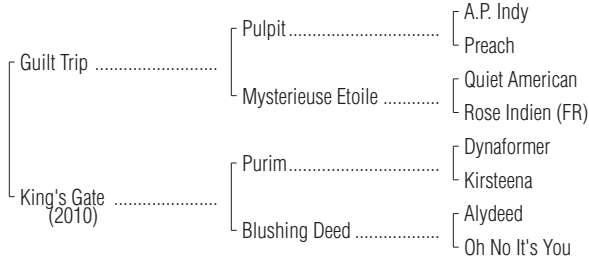 A.P. Indy
Pulpit
Preach
Guilt Trip
Quiet American
Mysterieuse Etoile
Rose Indien (FR)
Dynaformer
Purim
Kirsteena
King's Gate
(2010)
Alydeed
Blushing Deed
Oh No It's You